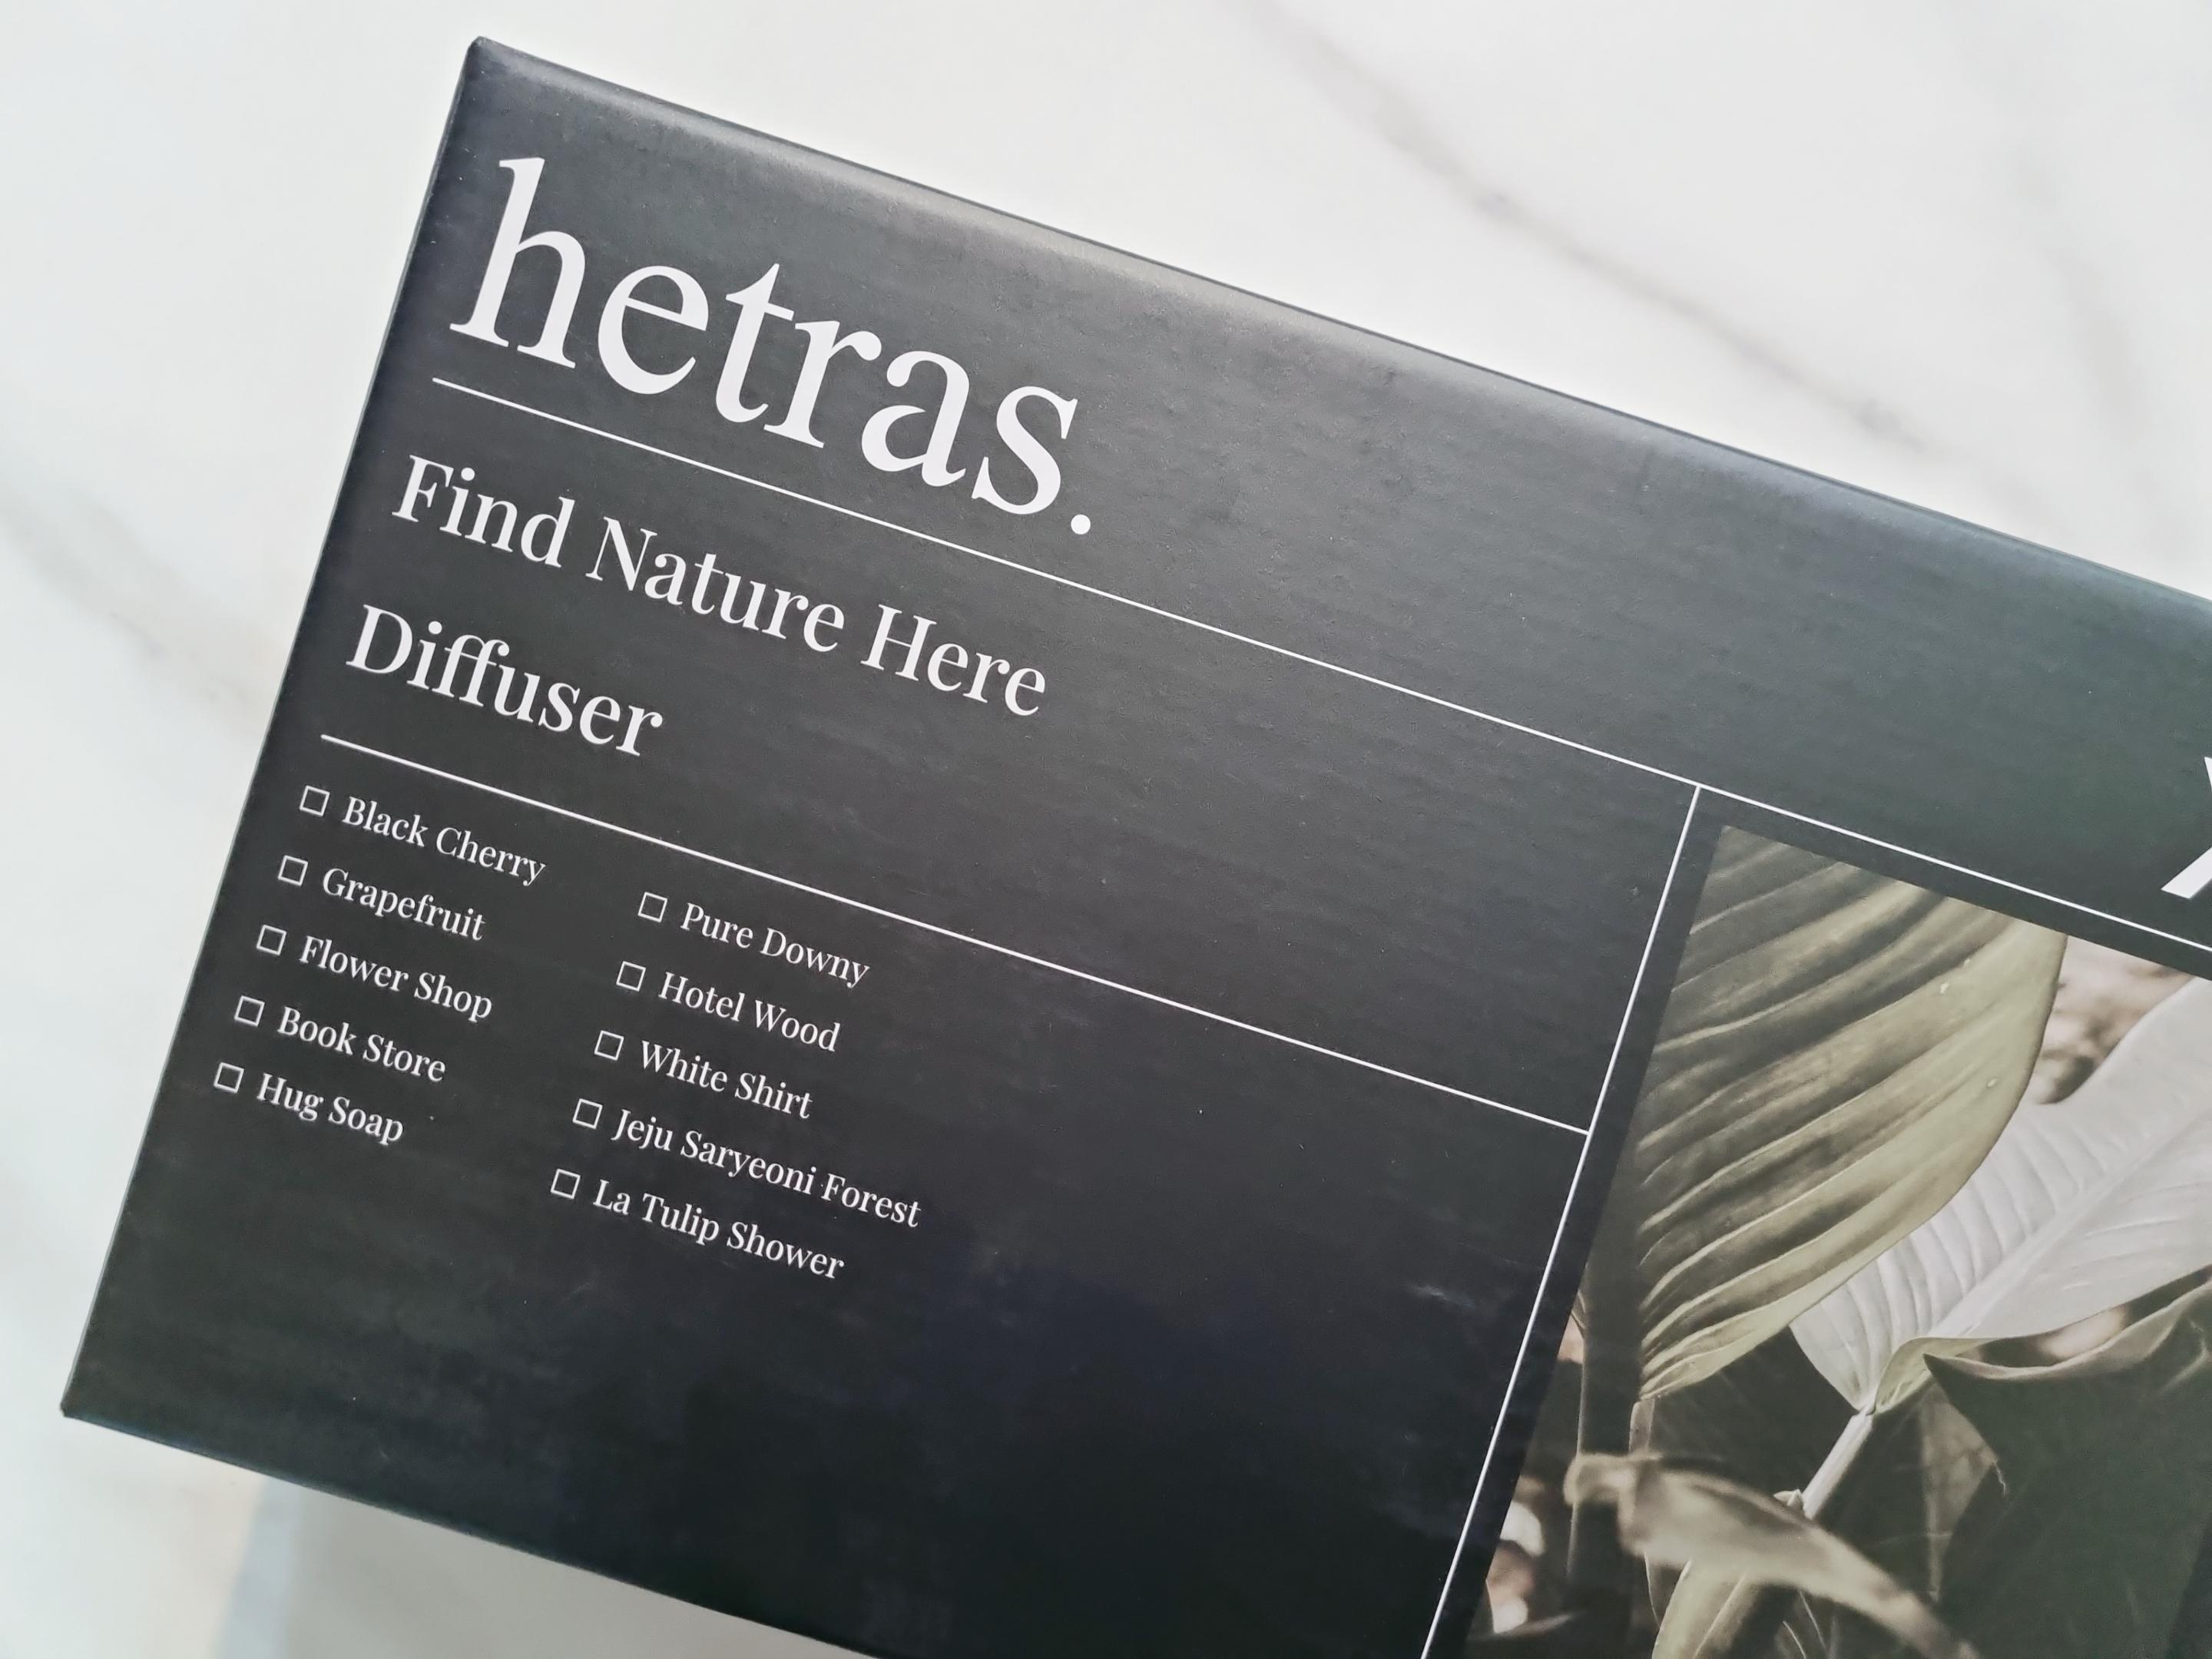 hetras.
Find Nature Here
Diffuser
☐ Black Cherry
☐ Grapefruit
☐ Flower Shop
☐ Book Store
☐ Hug Soap
☐ Pure Downy
☐ Hotel Wood
☐ White Shirt
☐ Jeju Saryeoni Forest
☐ La Tulip Shower